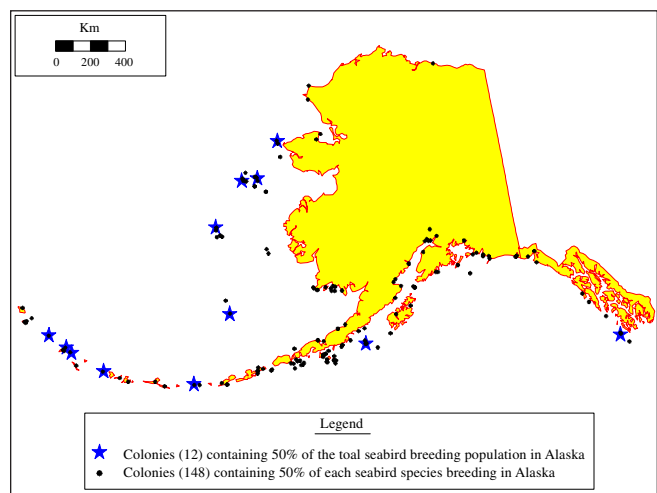 Km
0 200 400
Legend
Colonies (12) containing 50% of the toal seabird breeding population in Alaska
Colonies (148) containing 50% of each seabird species breeding in Alaska